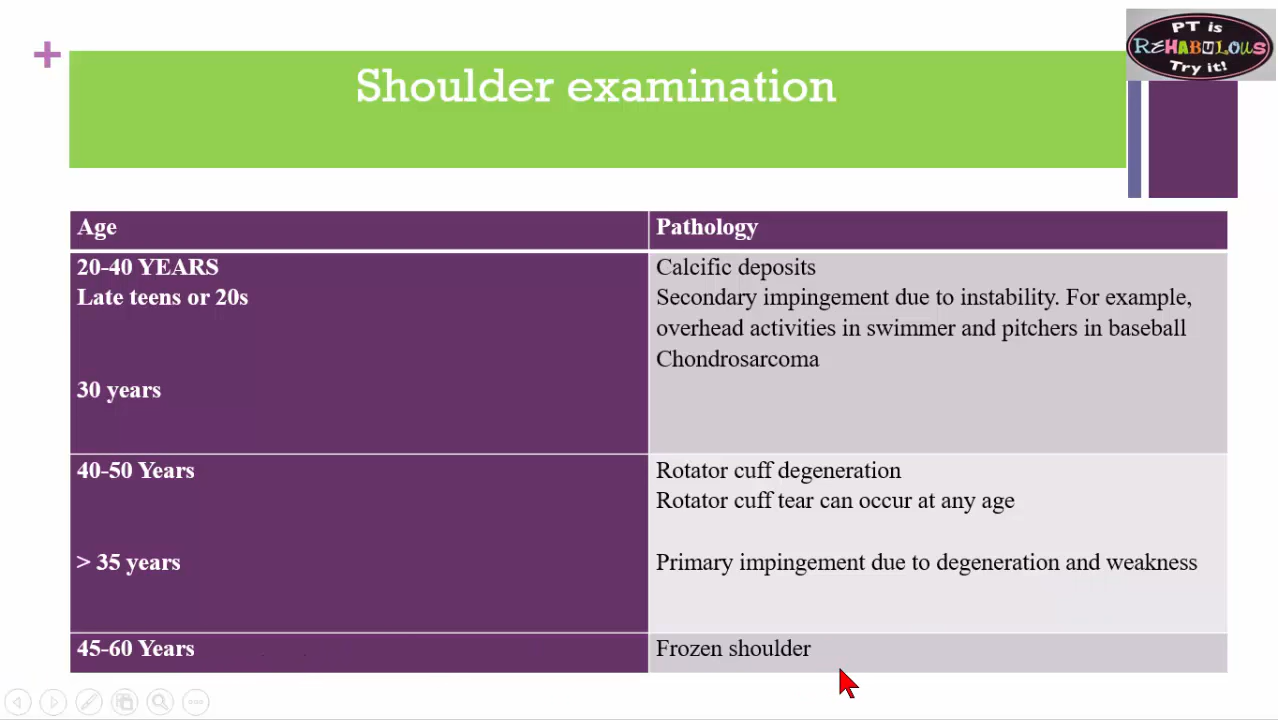 PT is
REHABULOUS
Try it!
+
Shoulder examination
Age
Pathology
20-40 YEARS
Late teens or 20s
30 years
Calcific deposits
Secondary impingement due to instability. For example,
overhead activities in swimmer and pitchers in baseball
Chondrosarcoma
40-50 Years
> 35 years
Rotator cuff degeneration
Rotator cuff tear can occur at any age
Primary impingement due to degeneration and weakness
45-60 Years
Frozen shoulder